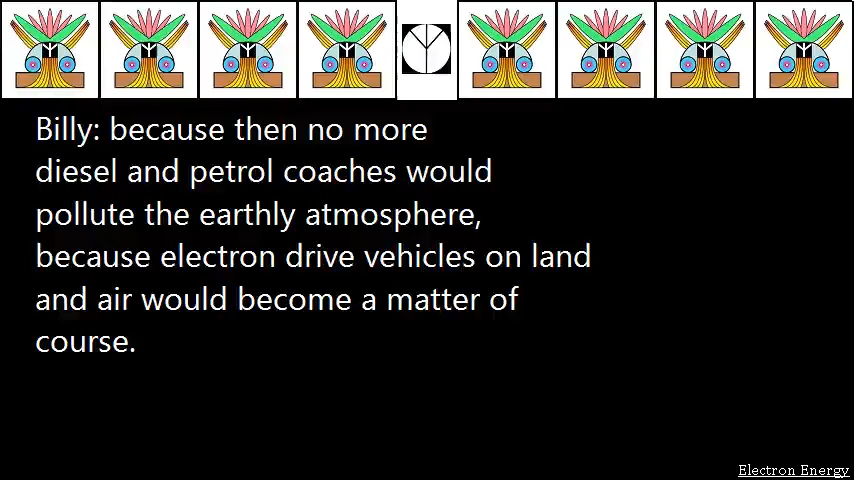 Billy: because then no more
diesel and petrol coaches would
pollute the earthly atmosphere,
because electron drive vehicles on land
and air would become a matter of
course.
Electron Energy